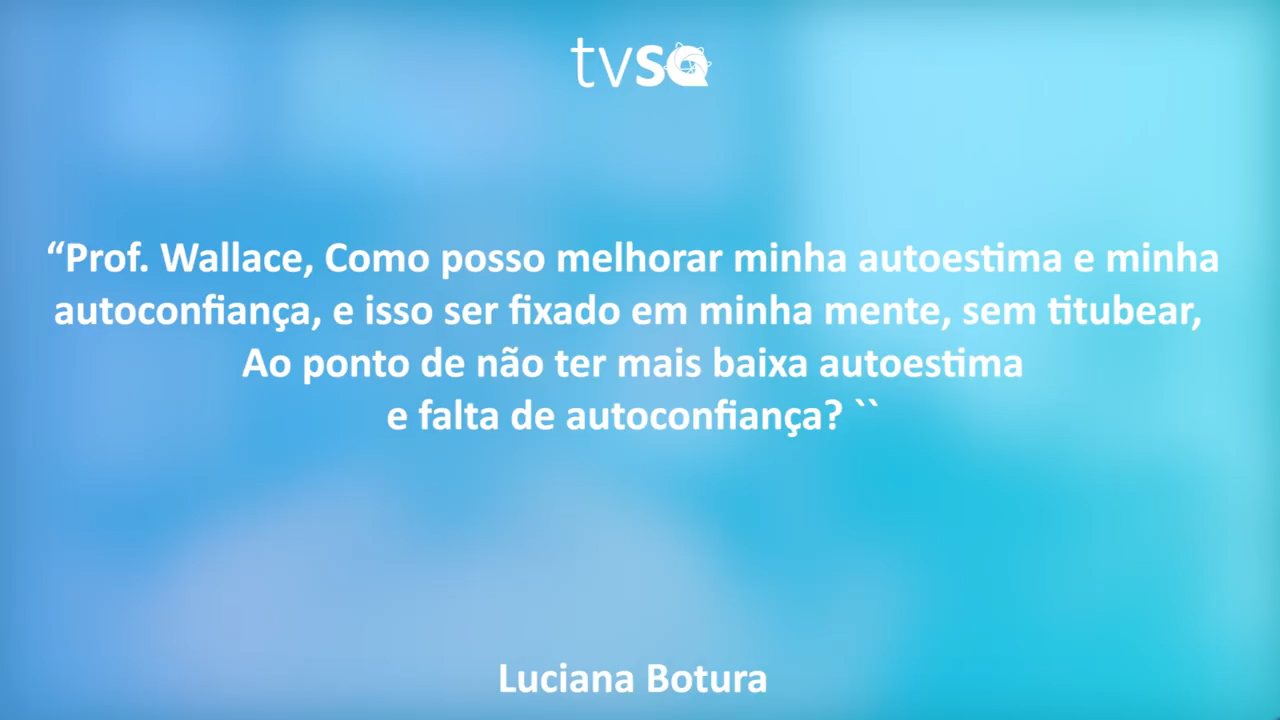 tvsQ
“Prof. Wallace, Como posso melhorar minha autoestima e minha
autoconfiança, e isso ser fixado em minha mente, sem titubear,
Ao ponto de não ter mais baixa autoestima
e falta de autoconfiança? ``
Luciana Botura